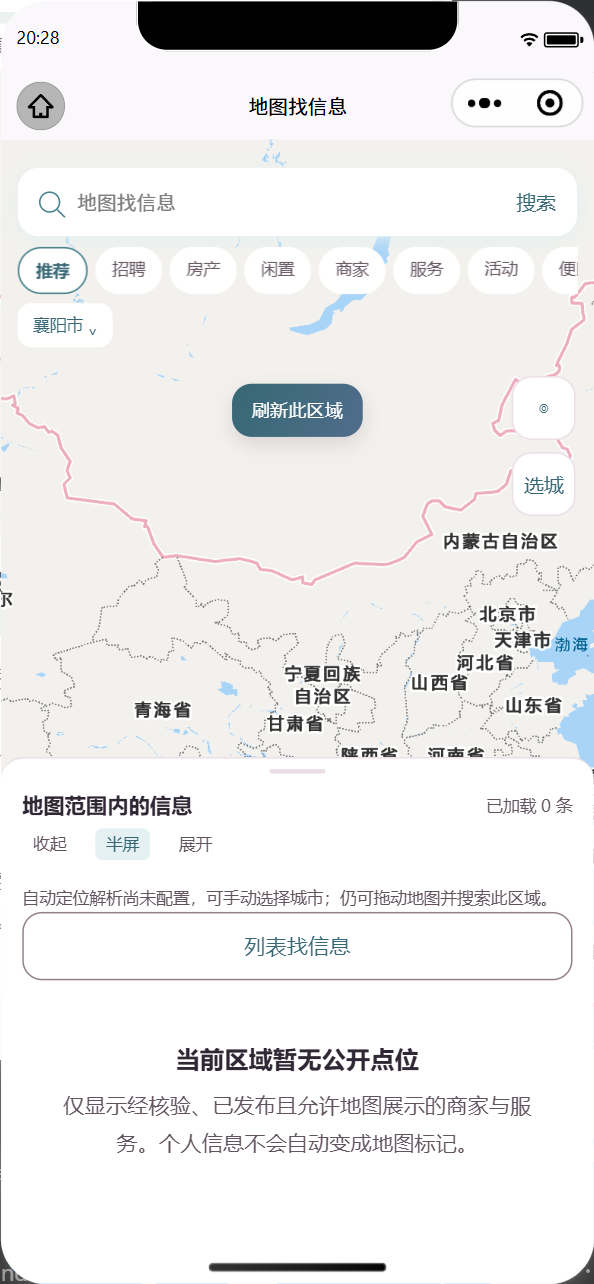 20:28
地图找信息
地图找信息 搜索
推荐 招聘 房产 闲置 商家 服务 活动
襄阳市
刷新此区域
选城
内蒙古自治区
北京市
天津市 渤海
河北省
宁夏回族
自治区
山西省
山东省
青海省
甘肃省
陕西省 河南省
地图范围内的信息 已加载 0 条
收起 半屏 展开
自动定位解析尚未配置，可手动选择城市；仍可拖动地图并搜索此区域。
列表找信息
当前区域暂无公开点位
仅显示经核验、已发布且允许地图展示的商家与服
务。个人信息不会自动变成地图标记。